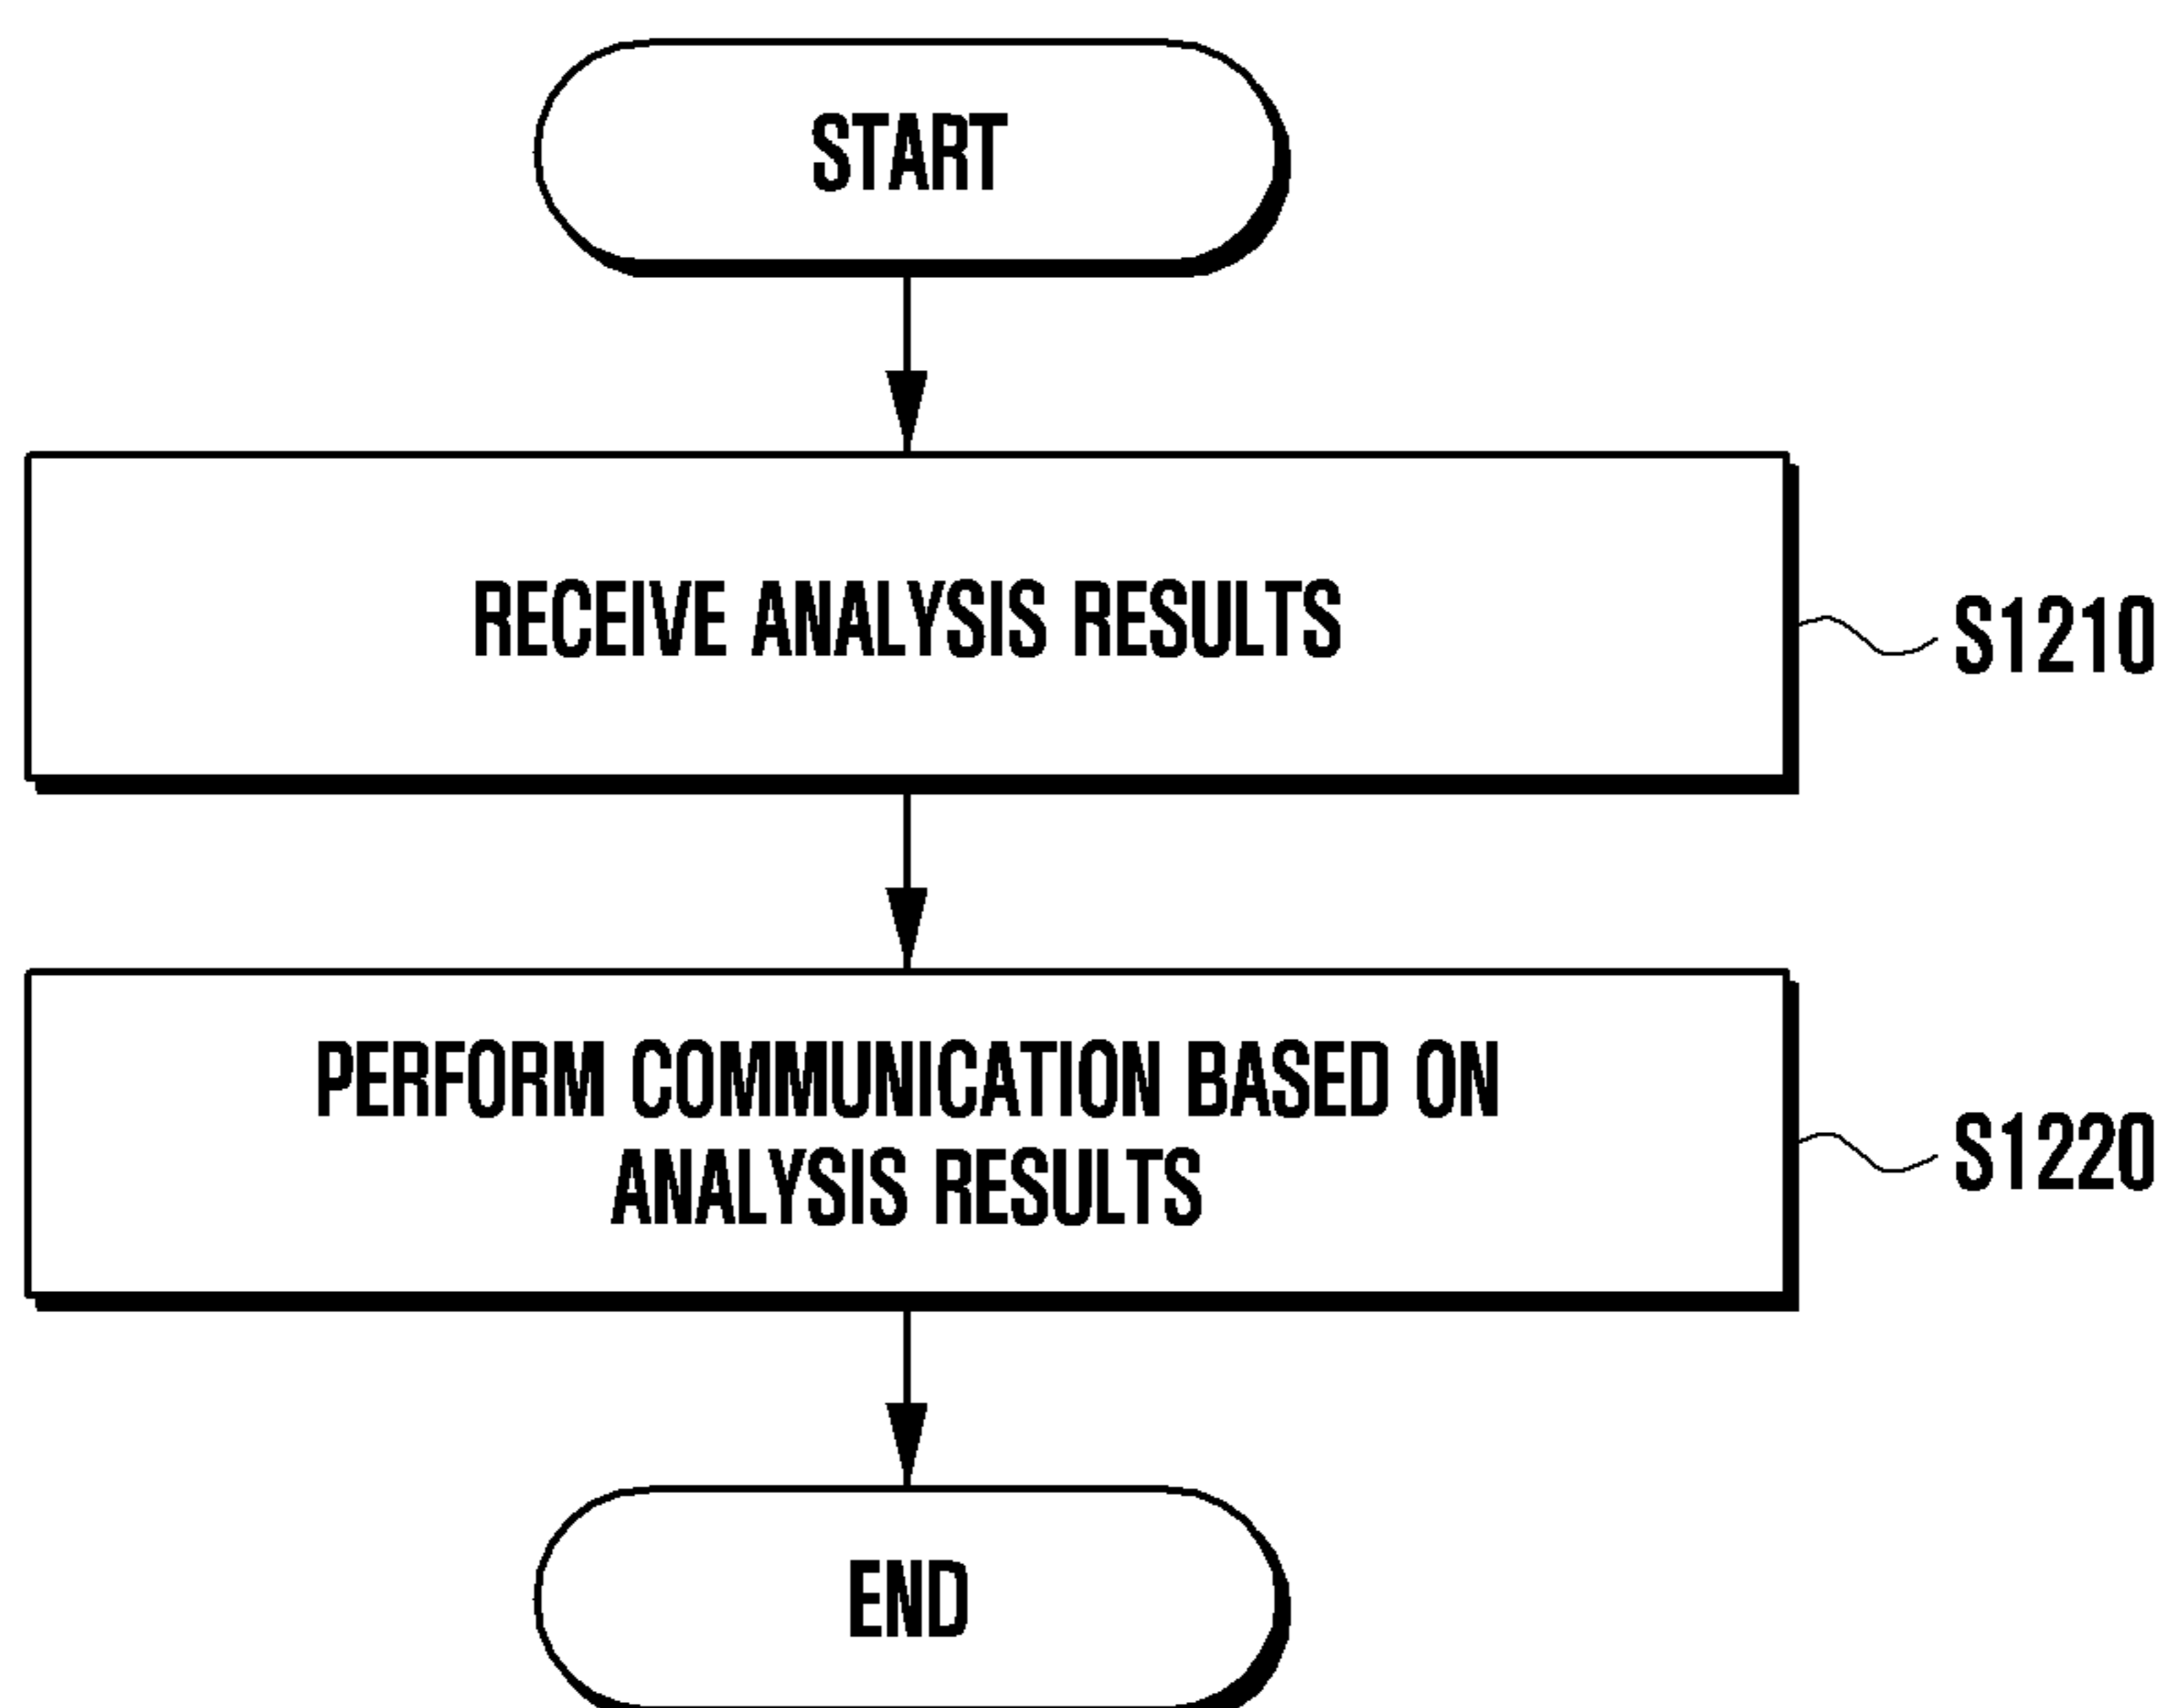 START
RECEIVE ANALYSIS RESULTS
S1210
PERFORM COMMUNICATION BASED ON
ANALYSIS RESULTS
S1220
END